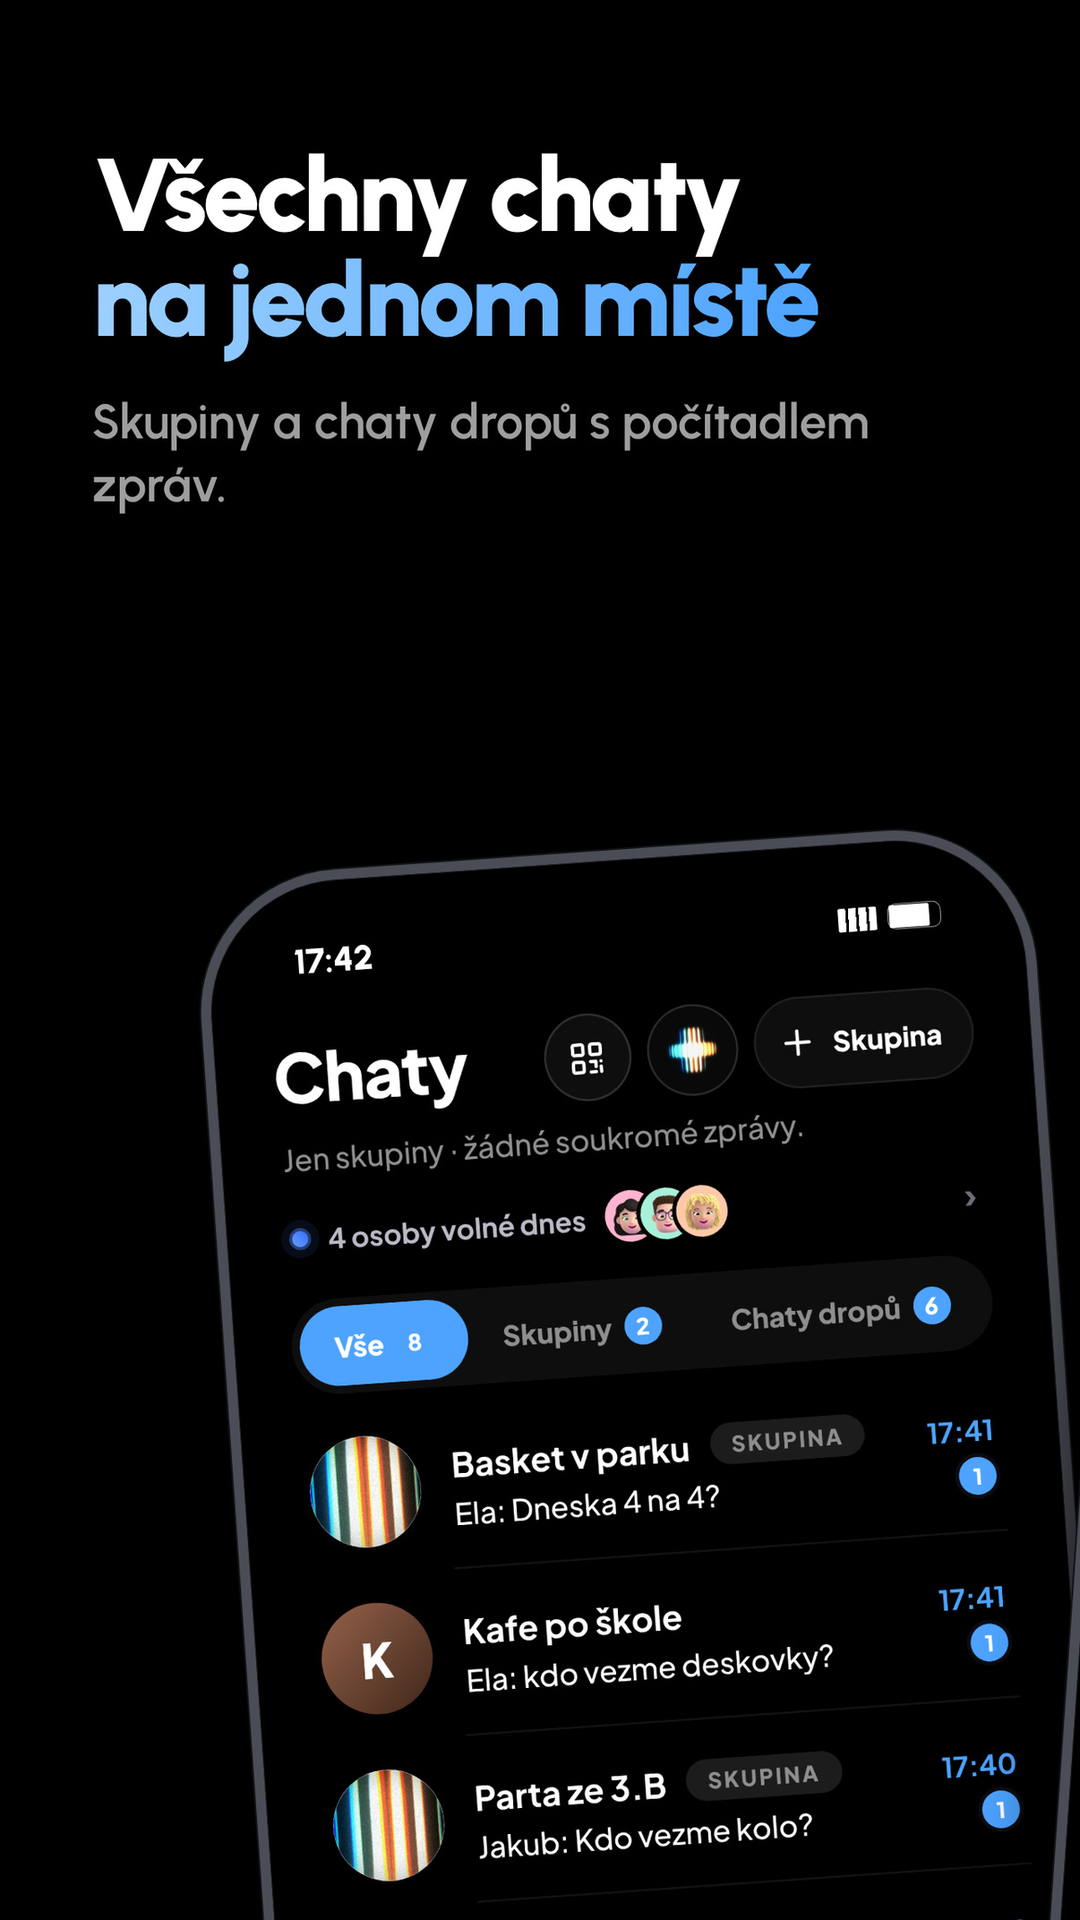 Všechny chaty
na jednom místě
Skupiny a chaty dropů s počítadlem
zpráv.
17:42
Chaty
Skupina
Jen skupiny · žádné soukromé zprávy.
4 osoby volné dnes
Vše 8
Skupiny 2
Chaty dropů 6
Basket v parku SKUPINA 17:41
Ela: Dneska 4 na 4? 1
Kafe po škole 17:41
K
Ela: kdo vezme deskovky? 1
Parta ze 3.B SKUPINA 17:40
Jakub: Kdo vezme kolo? 1